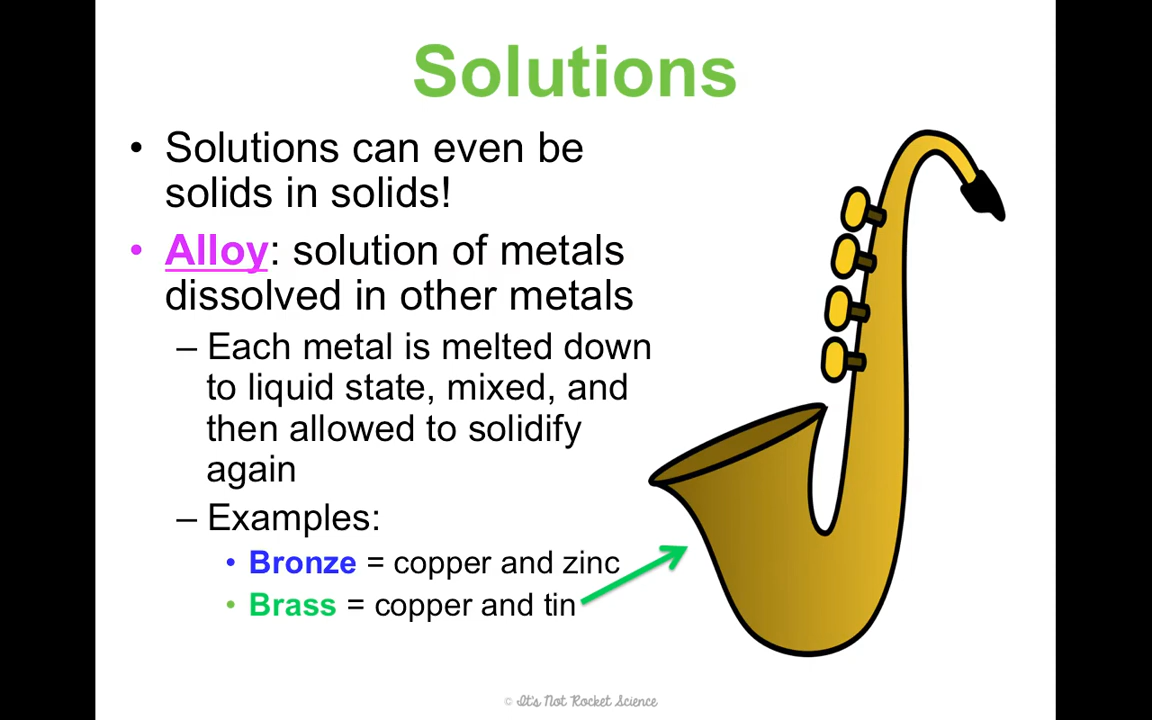 Solutions
• Solutions can even be
solids in solids!
• Alloy: solution of metals
dissolved in other metals
– Each metal is melted down
to liquid state, mixed, and
then allowed to solidify
again
– Examples:
• Bronze = copper and zinc
• Brass = copper and tin
© It's Not Rocket Science